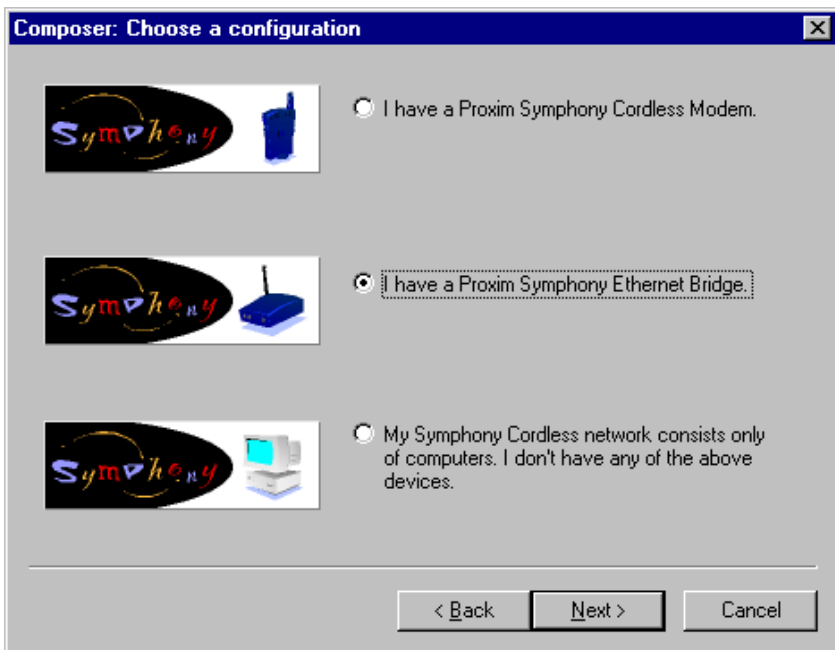 Composer: Choose a configuration
Symphony
I have a Proxim Symphony Cordless Modem.
Symphony
I have a Proxim Symphony Ethernet Bridge.
Symphony
My Symphony Cordless network consists only
of computers. I don't have any of the above
devices.
< Back
Next >
Cancel